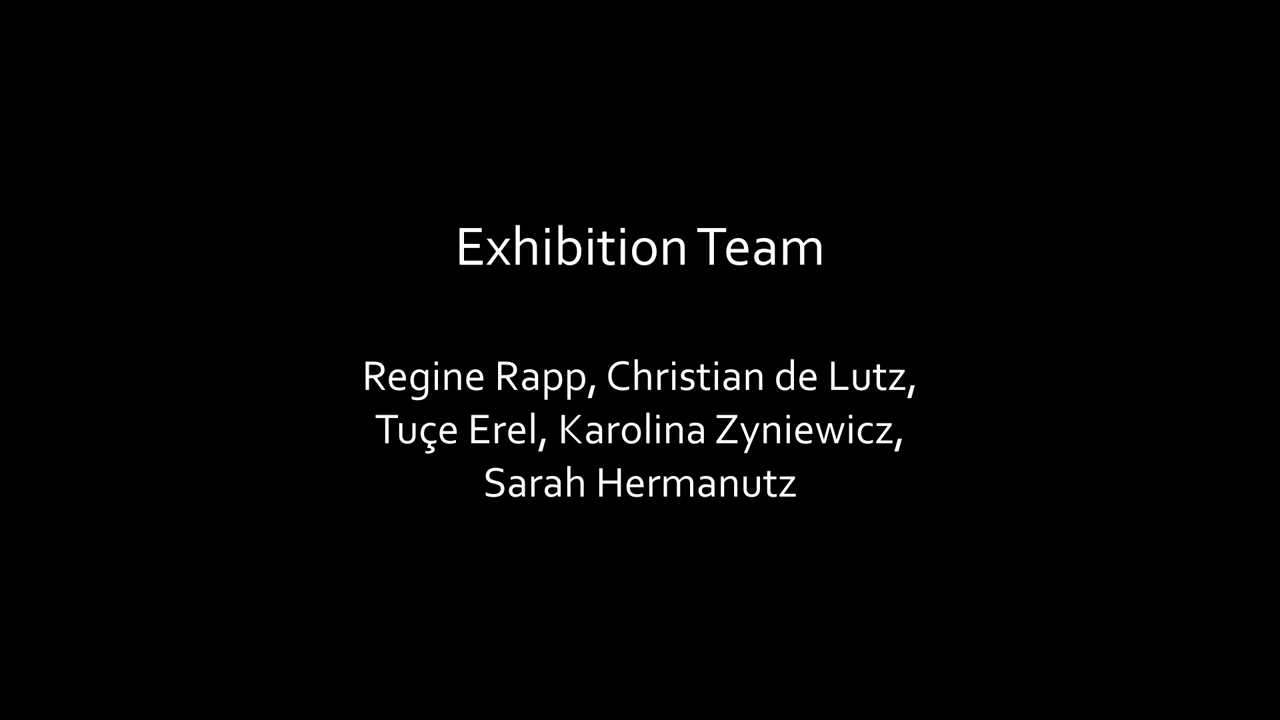 Exhibition Team
Regine Rapp, Christian de Lutz,
Tuçe Erel, Karolina Zyniewicz,
Sarah Hermanutz